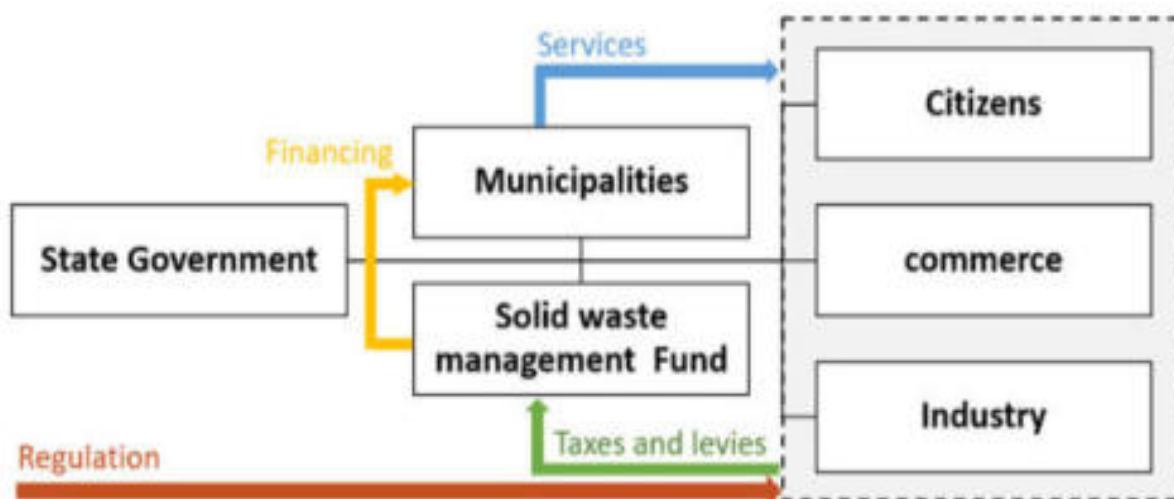 Services
Citizens
Financing
Municipalities
State Government
commerce
Solid waste
management Fund
Industry
Taxes and levies
Regulation